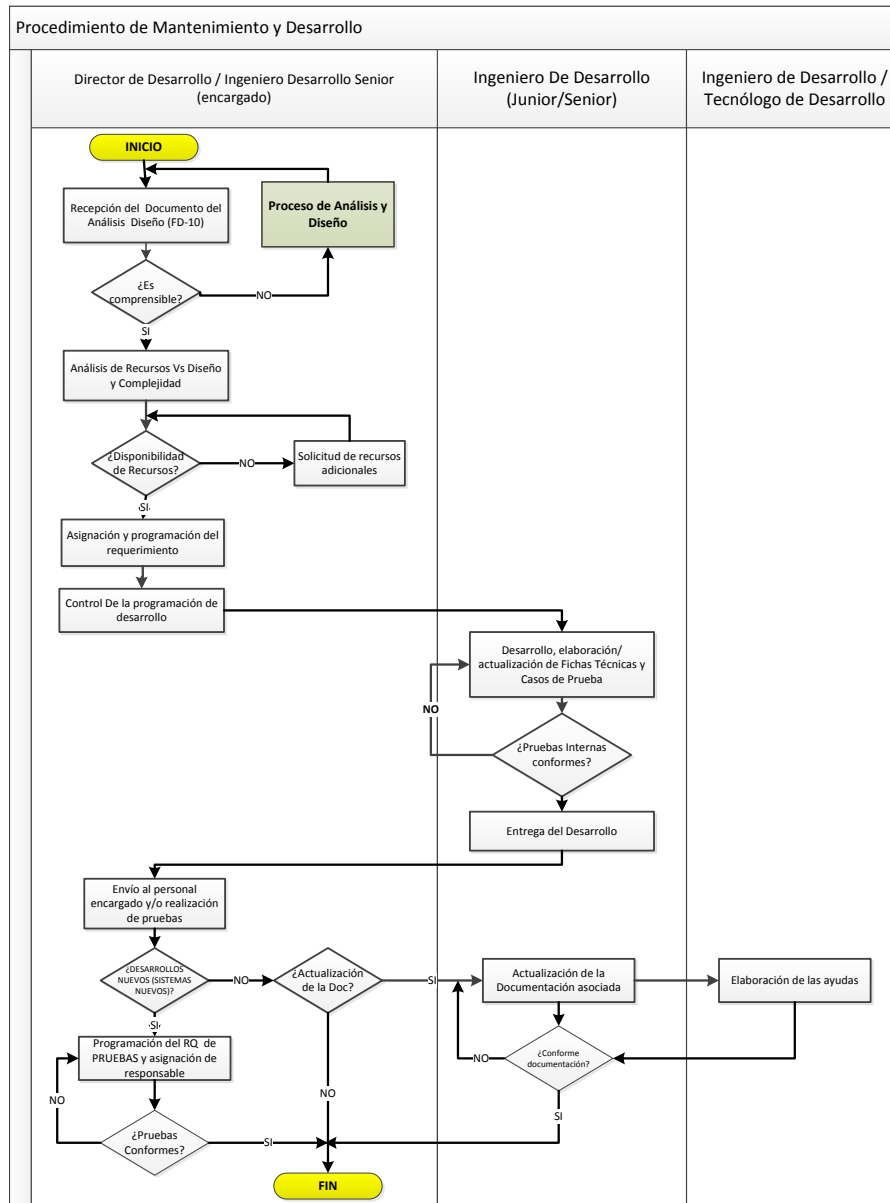 Procedimiento de Mantenimiento y Desarrollo
Director de Desarrollo / Ingeniero Desarrollo Senior
(encargado)
Ingeniero De Desarrollo
(Junior/Senior)
Ingeniero de Desarrollo /
Tecnólogo de Desarrollo
INICIO
Recepción del Documento del
Análisis Diseño (FD-10)
Proceso de Análisis y
Diseño
¿Es
comprensible?
NO
SI
Análisis de Recursos Vs Diseño
y Complejidad
¿Disponibilidad
de Recursos?
NO
Solicitud de recursos
adicionales
SI
Asignación y programación del
requerimiento
Control De la programación de
desarrollo
Desarrollo, elaboración/
actualización de Fichas Técnicas y
Casos de Prueba
NO
¿Pruebas Internas
conformes?
Entrega del Desarrollo
Envío al personal
encargado y/o realización
de pruebas
¿DESARROLLOS
NUEVOS (SISTEMAS
NUEVOS)?
NO
¿Actualización
de la Doc?
SI
Actualización de la
Documentación asociada
Elaboración de las ayudas
SI
Programación del RQ de
PRUEBAS y asignación de
responsable
NO
¿Conforme
documentación?
NO
NO
SI
¿Pruebas
Conformes?
SI
FIN